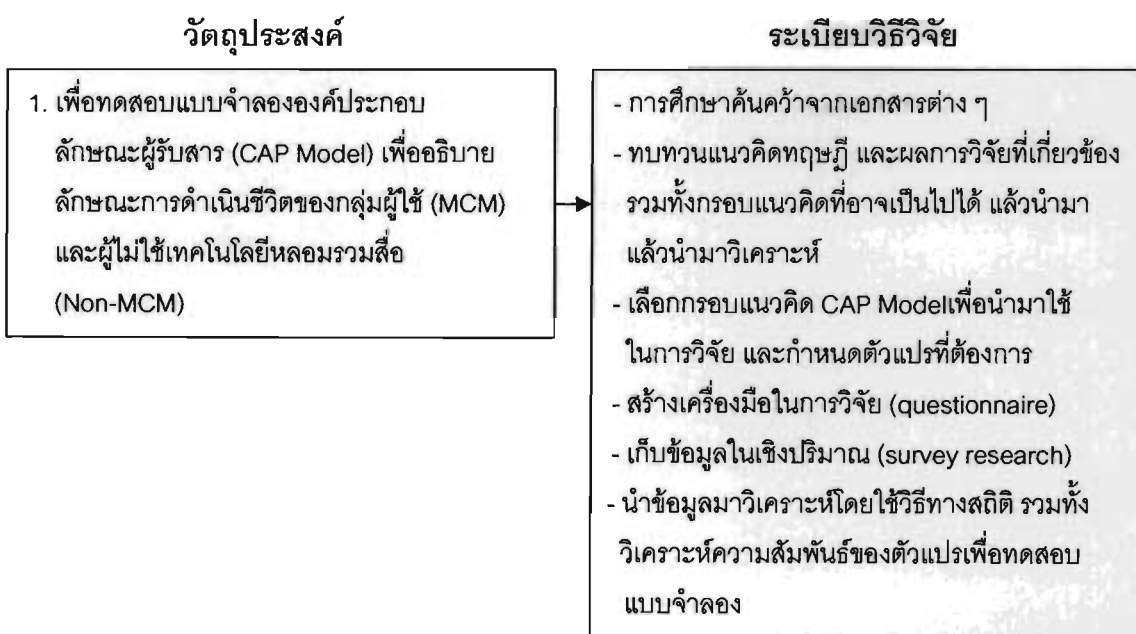 วัตถุประสงค์
1. เพื่อทดสอบแบบจำลององค์ประกอบ
ลักษณะผู้รับสาร (CAP Model) เพื่ออธิบาย
ลักษณะการดำเนินชีวิตของกลุ่มผู้ใช้ (MCM)
และผู้ไม่ใช้เทคโนโลยีหลอมรวมสื่อ
(Non-MCM)
ระเบียบวิธีวิจัย
- การศึกษาค้นคว้าจากเอกสารต่าง ๆ
- ทบทวนแนวคิดทฤษฎี และผลการวิจัยที่เกี่ยวข้อง
รวมทั้งกรอบแนวคิดที่อาจเป็นไปได้ แล้วนำมา
แล้วนำมาวิเคราะห์
- เลือกกรอบแนวคิด CAP Modelเพื่อนำมาใช้
ในการวิจัย และกำหนดตัวแปรที่ต้องการ
- สร้างเครื่องมือในการวิจัย (questionnaire)
- เก็บข้อมูลในเชิงปริมาณ (survey research)
- นำข้อมูลมาวิเคราะห์โดยใช้วิธีทางสถิติ รวมทั้ง
วิเคราะห์ความสัมพันธ์ของตัวแปรเพื่อทดสอบ
แบบจำลอง